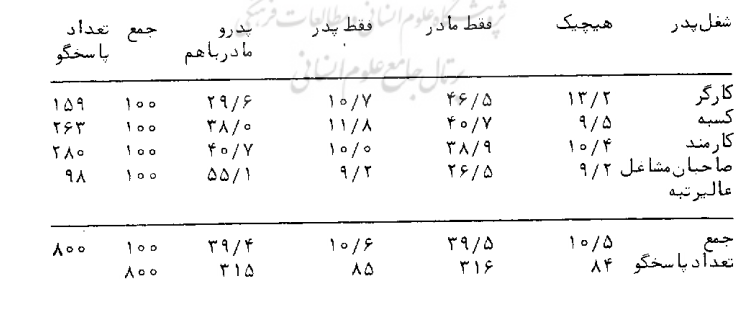 پژوهشگاه علوم انسانی و مطالعات فرهنگی
شغل پدر هیچیک فقط مادر فقط پدر پدرو جمع تعداد
مادرباهم پاسخگو
پرتال جامع علوم انسانی
کارگر ۱۳/۲ ۴۶/۵ ۱۰/۷ ۲۹/۶ ۱۰۰ ۱۵۹
کسبه ۹/۵ ۴۰/۷ ۱۱/۸ ۳۸/۰ ۱۰۰ ۲۶۳
کارمند ۱۰/۴ ۳۸/۹ ۱۰/۰ ۴۰/۷ ۱۰۰ ۲۸۰
صاحبان مشاغل ۹/۲ ۲۶/۵ ۹/۲ ۵۵/۱ ۱۰۰ ۹۸
عالیرتبه
جمع ۱۰/۵ ۳۹/۵ ۱۰/۶ ۳۹/۴ ۱۰۰ ۸۰۰
تعداد پاسخگو ۸۴ ۳۱۶ ۸۵ ۳۱۵ ۸۰۰